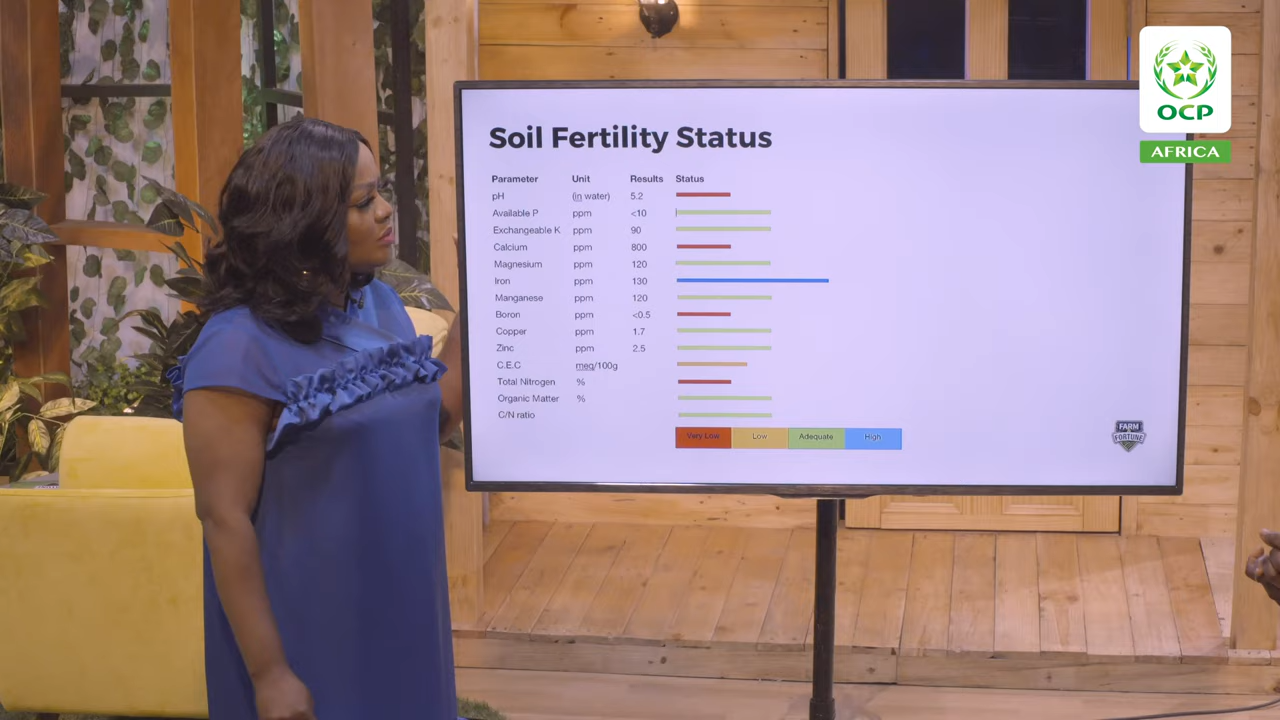 OCP
AFRICA
Soil Fertility Status
Parameter Unit Results Status
pH (in water) 5.2
Available P ppm <10
Exchangeable K ppm 90
Calcium ppm 800
Magnesium ppm 120
Iron ppm 130
Manganese ppm 120
Boron ppm <0.5
Copper ppm 1.7
Zinc ppm 2.5
C.E.C meq/100g
Total Nitrogen %
Organic Matter %
C/N ratio
Very Low Low Adequate High
FARM
FORTUNE